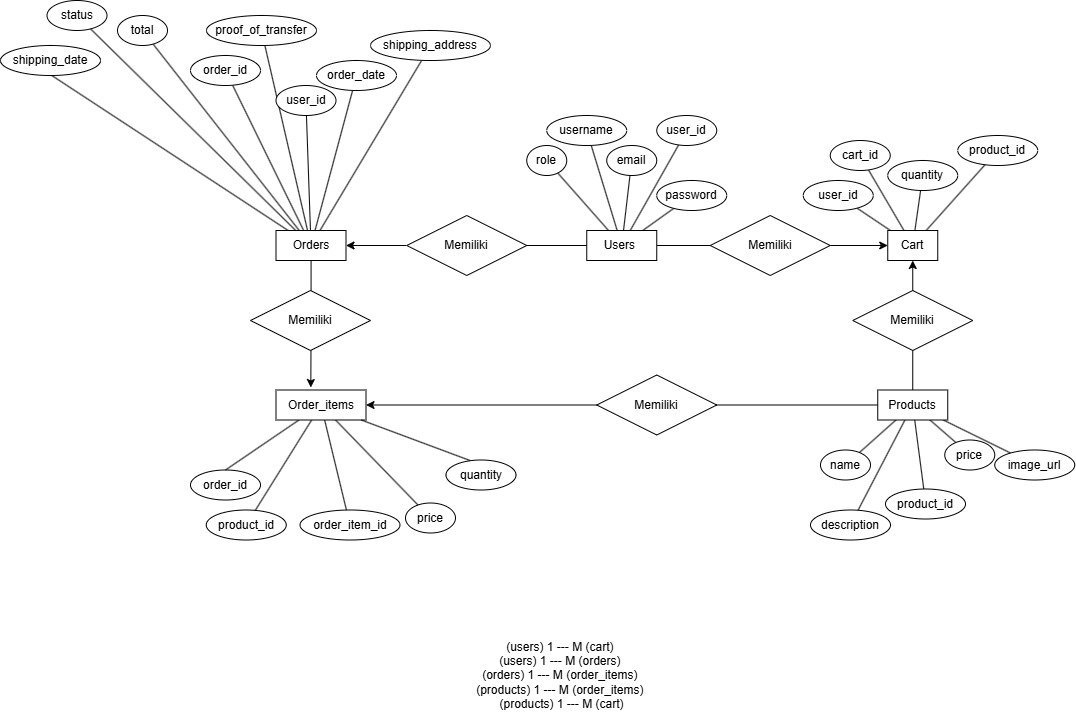 status
total
proof_of_transfer
shipping_address
shipping_date
order_id
order_date
user_id
username
user_id
role
email
password
cart_id
product_id
quantity
user_id
Orders
Memiliki
Users
Memiliki
Cart
Memiliki
Memiliki
Order_items
Memiliki
Products
order_id
product_id
order_item_id
price
quantity
name
description
product_id
price
image_url
(users) 1 --- M (cart)
(users) 1 --- M (orders)
(orders) 1 --- M (order_items)
(products) 1 --- M (order_items)
(products) 1 --- M (cart)